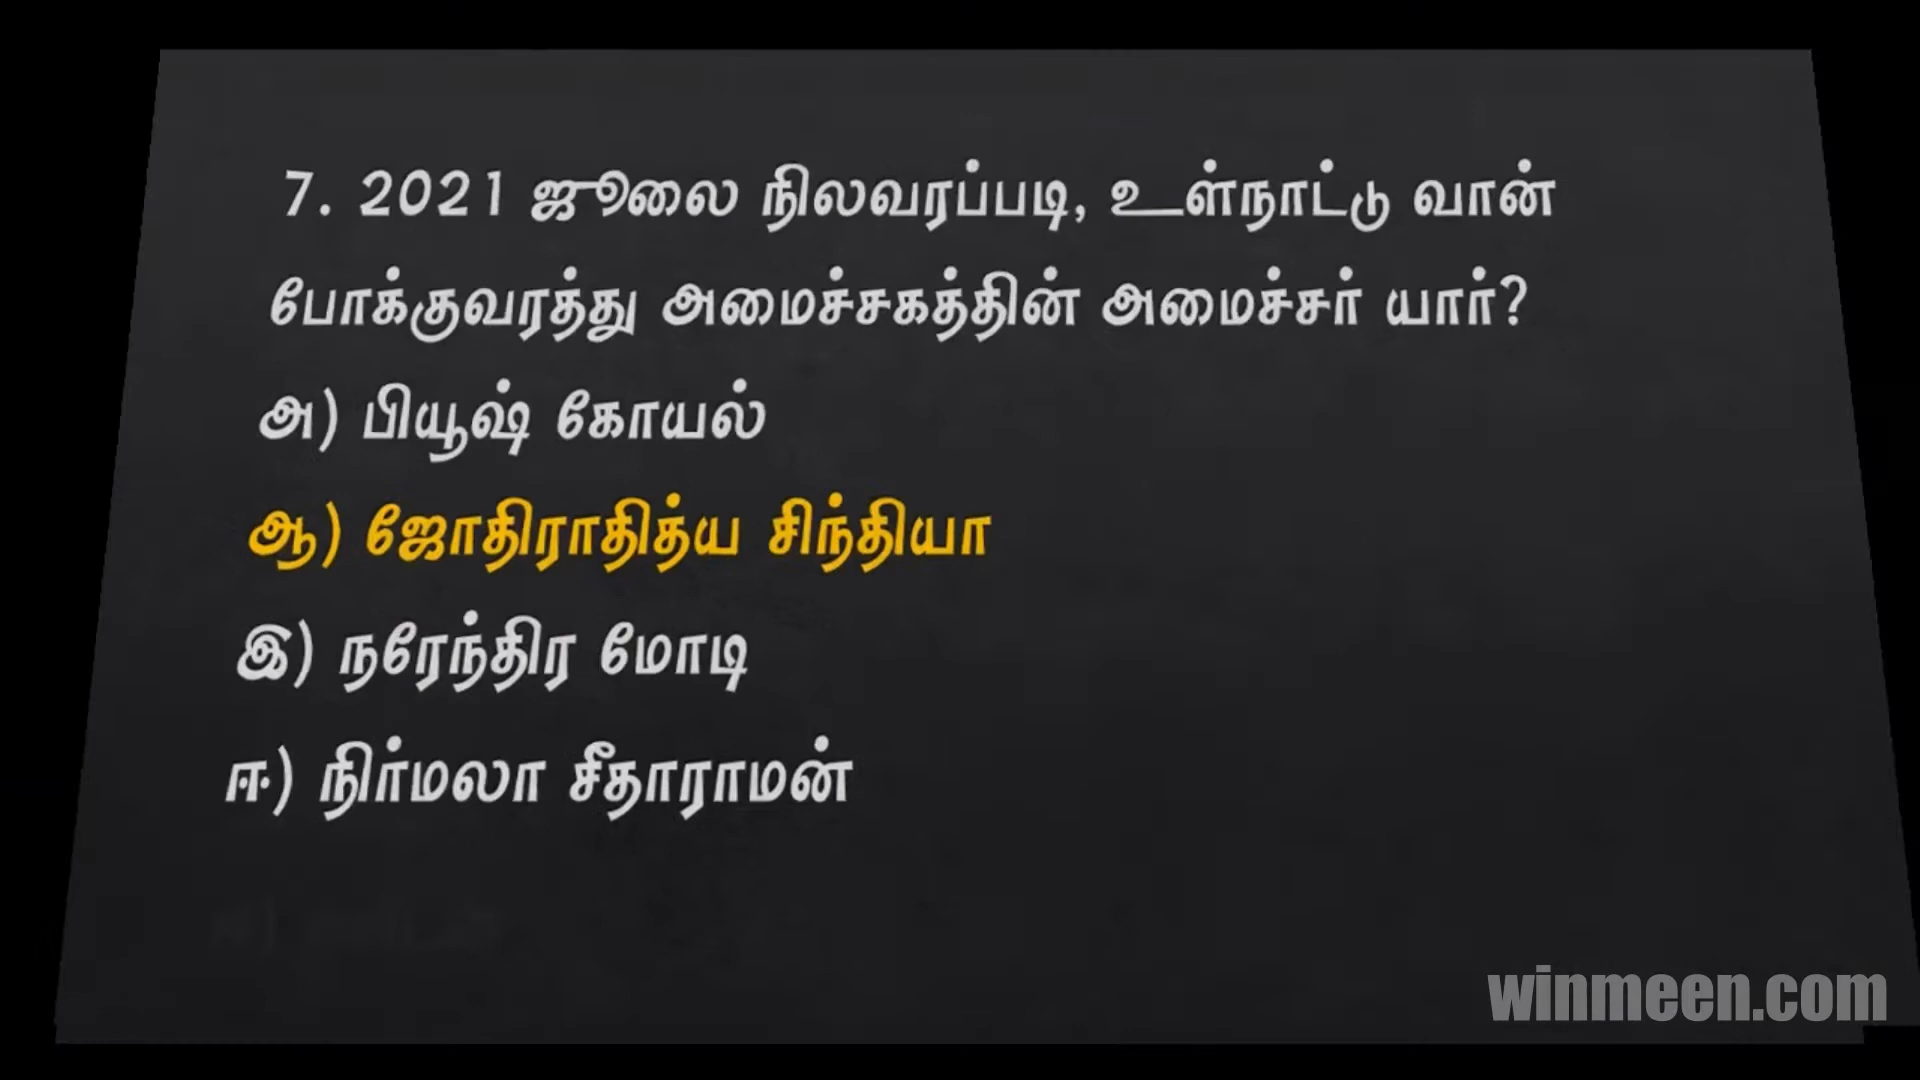 7. 2021 ஜூலை நிலவரப்படி, உள்நாட்டு வான்
போக்குவரத்து அமைச்சகத்தின் அமைச்சர் யார்?
அ) பியூஷ் கோயல்
ஆ) ஜோதிராதித்ய சிந்தியா
இ) நரேந்திர மோடி
ஈ) நிர்மலா சீதாராமன்
winmeen.com